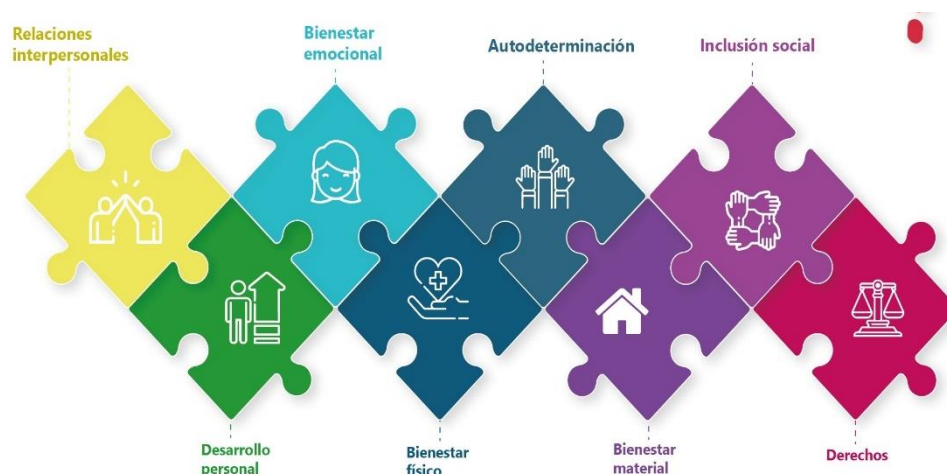 Relaciones
interpersonales
Bienestar
emocional
Autodeterminación
Inclusión social
Desarrollo
personal
Bienestar
físico
Bienestar
material
Derechos